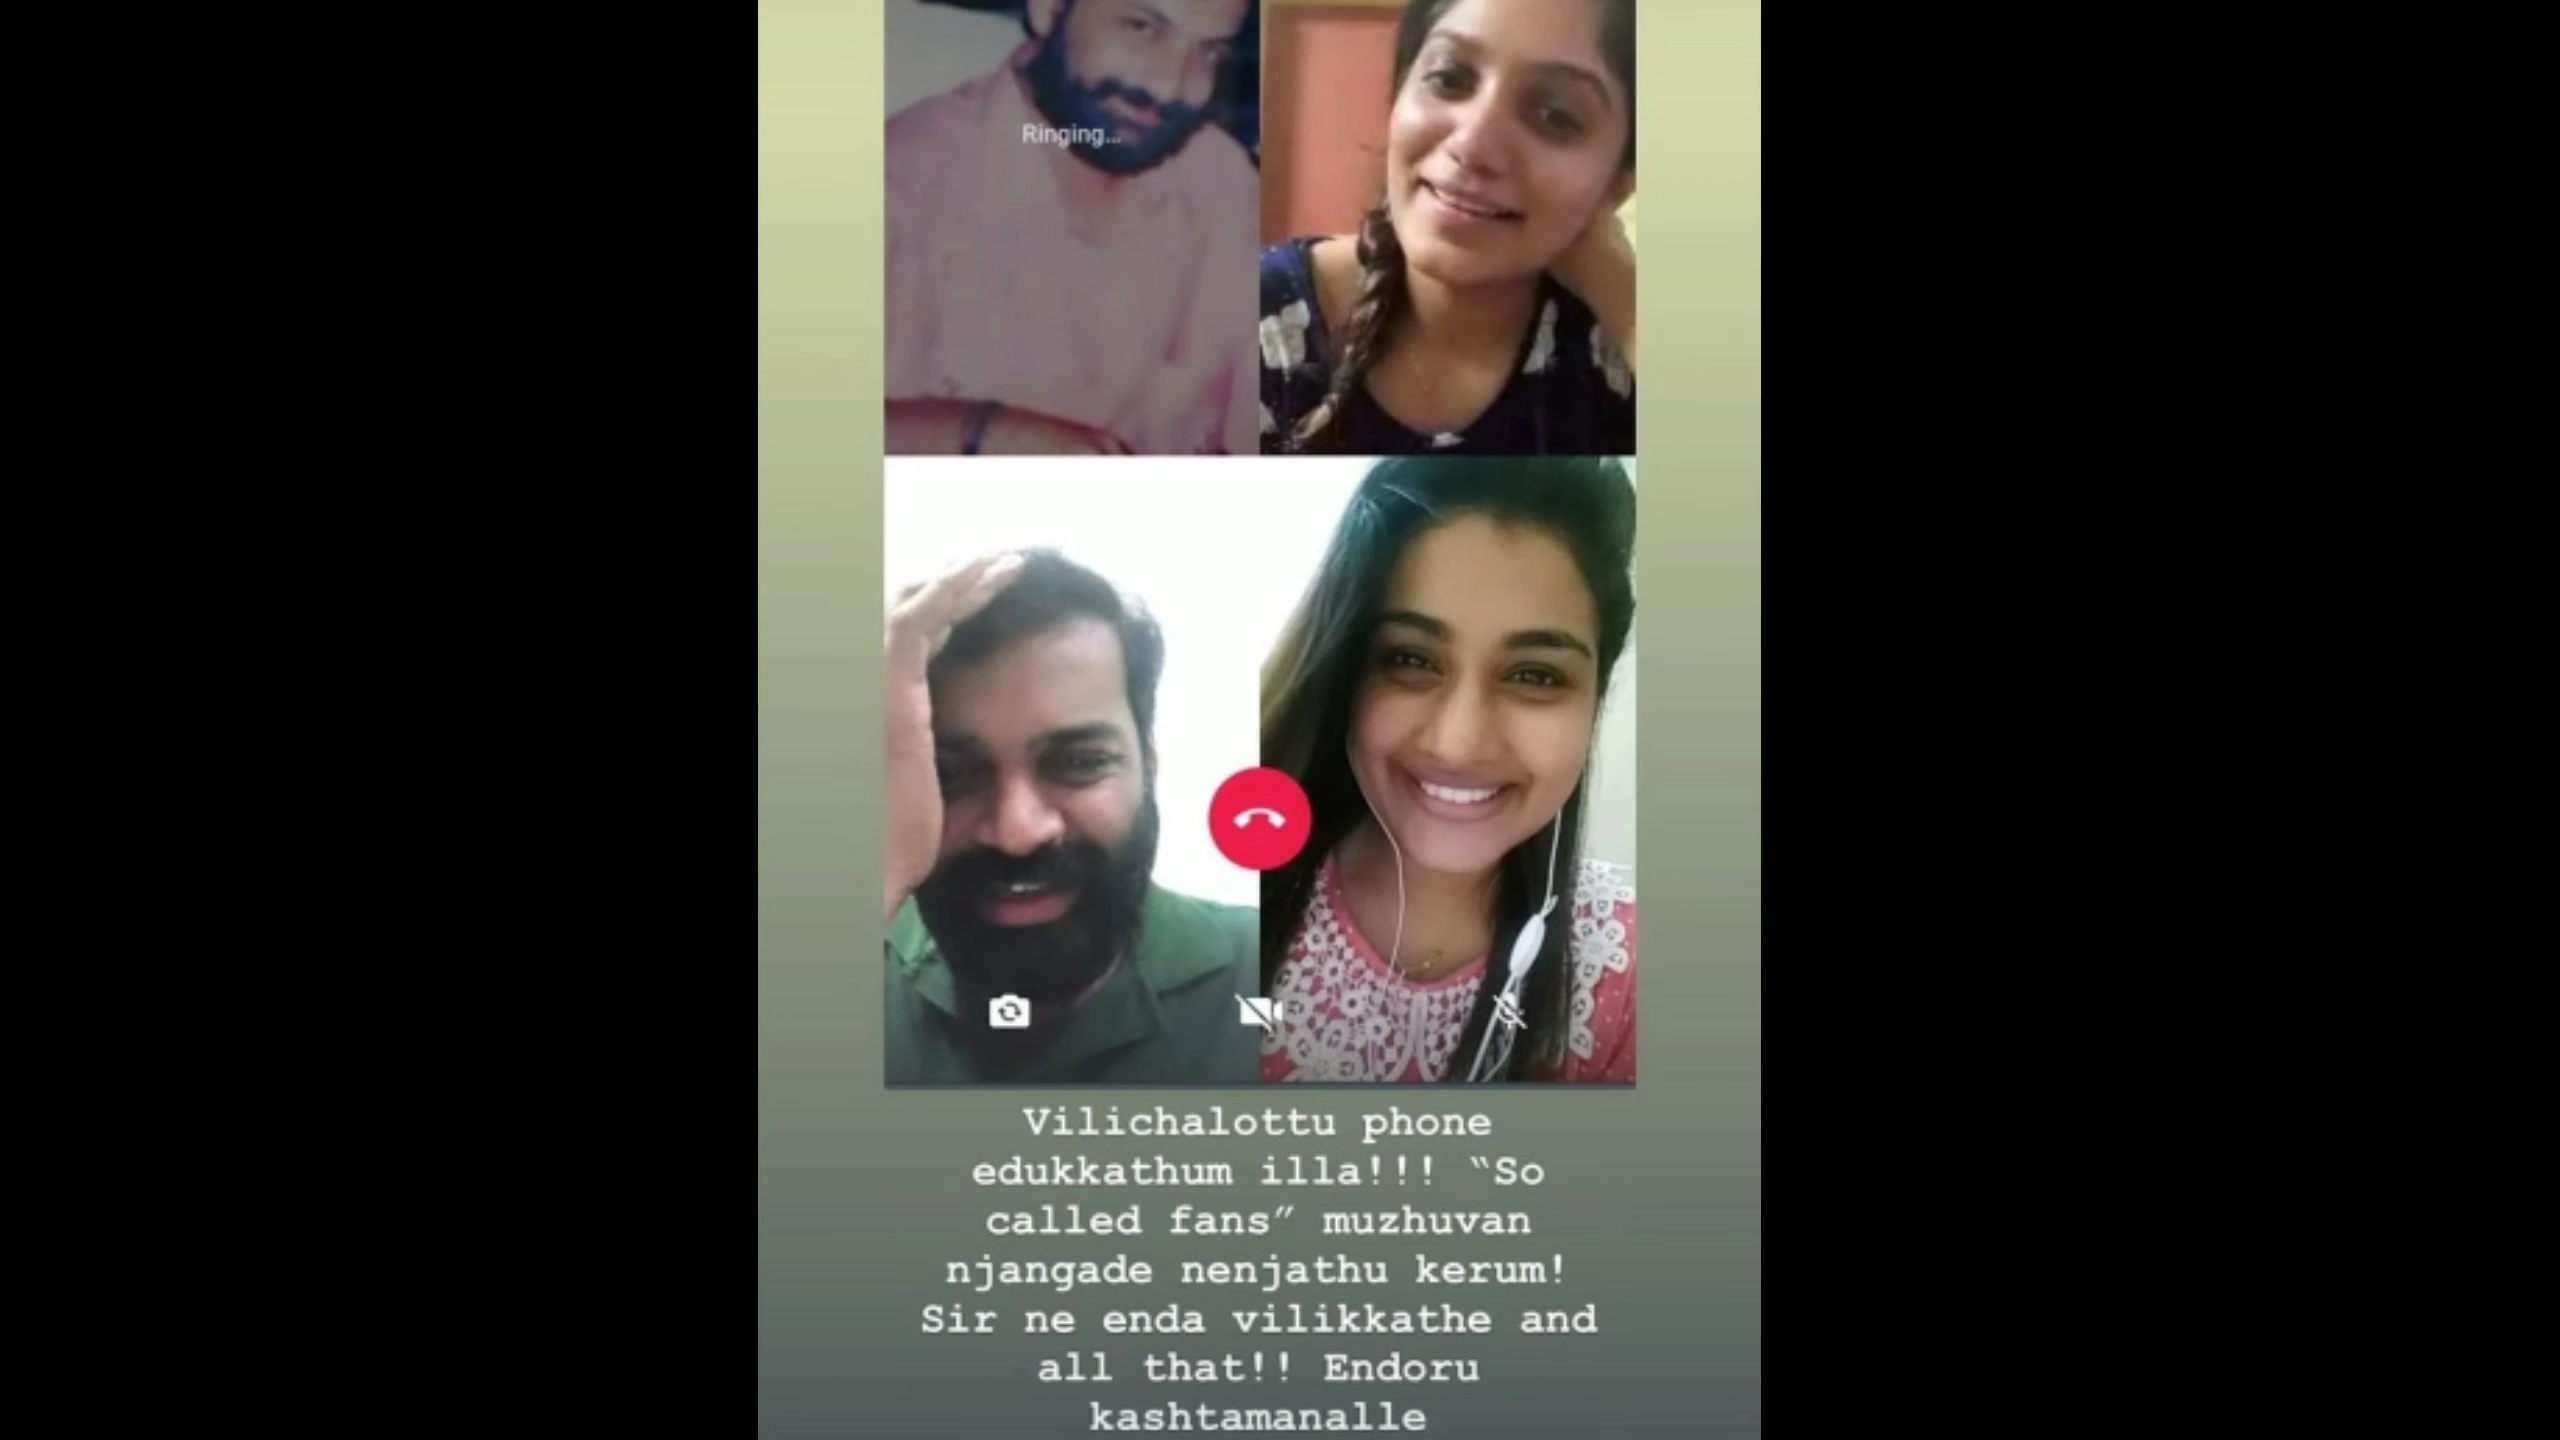 Ringing...
Vilichalottu phone
edukkathum illa!!! “So
called fans” muzhuvan
njangade nenjathu kerum!
Sir ne enda vilikkathe and
all that!! Endoru
kashtamanalle